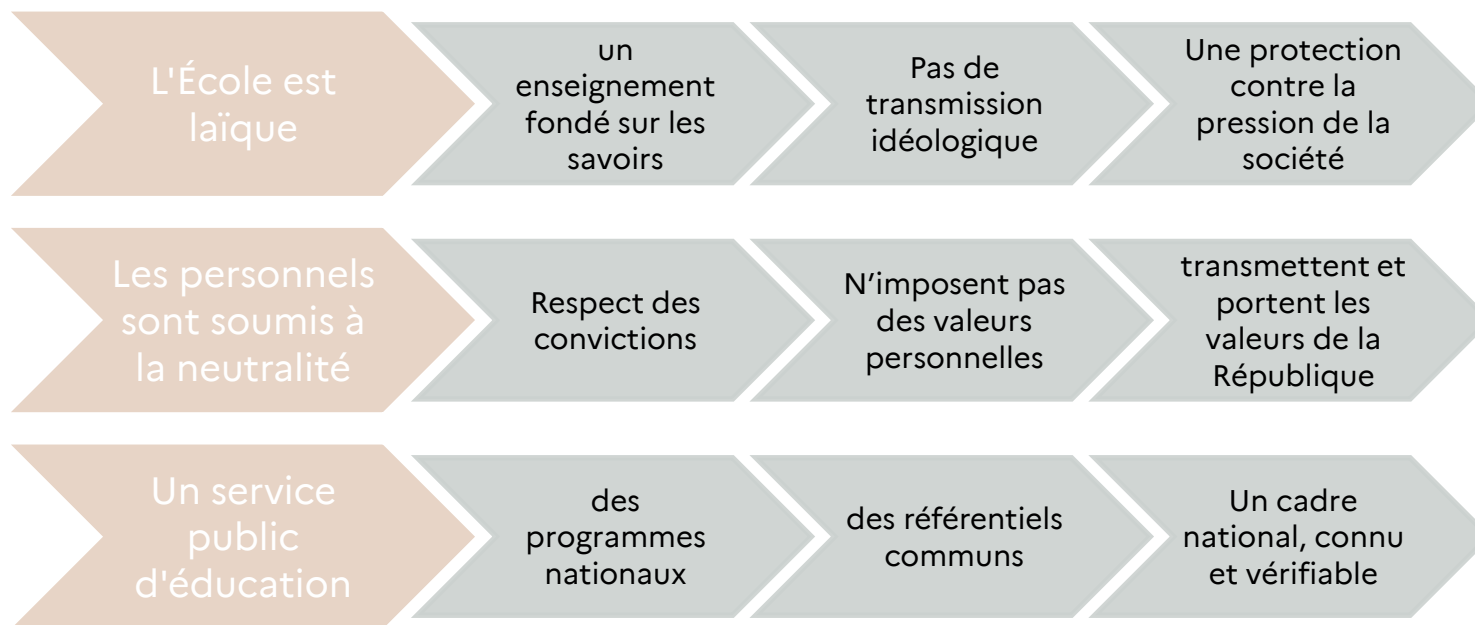 L'École est
laïque
un
enseignement
fondé sur les
savoirs
Pas de
transmission
idéologique
Une protection
contre la
pression de la
société
Les personnels
sont soumis à
la neutralité
Respect des
convictions
N’imposent pas
des valeurs
personnelles
transmettent et
portent les
valeurs de la
République
Un service
public
d'éducation
des
programmes
nationaux
des référentiels
communs
Un cadre
national, connu
et vérifiable